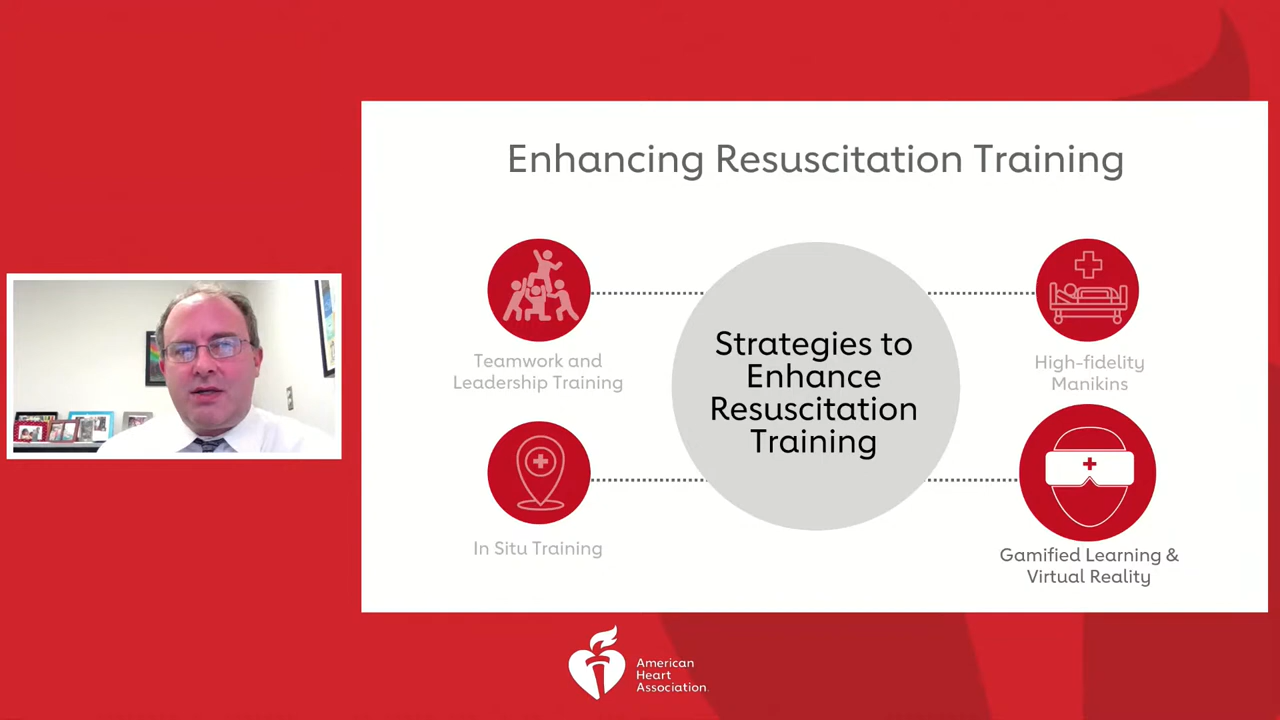 Enhancing Resuscitation Training
Teamwork and
Leadership Training
In Situ Training
Strategies to
Enhance
Resuscitation
Training
High-fidelity
Manikins
Gamified Learning &
Virtual Reality
American
Heart
Association.